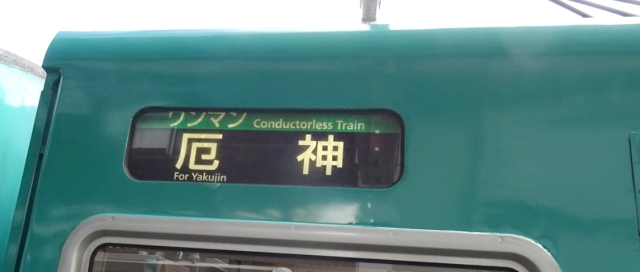 ワンマン Conductorless Train
厄神
For Yakujin